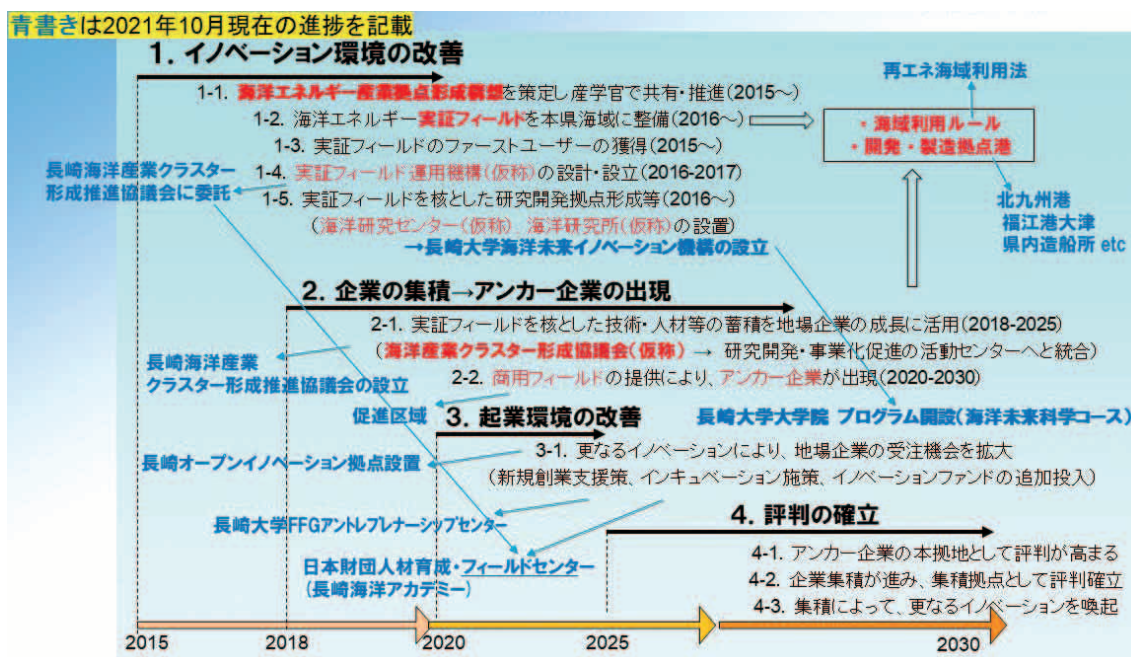 青書きは2021年10月現在の進捗を記載
1. イノベーション環境の改善
再エネ海域利用法
1-1. 海洋エネルギー産業拠点形成構想を策定し産学官で共有・推進(2015～)
1-2. 海洋エネルギー実証フィールドを本県海域に整備(2016～)
・海域利用ルール
・開発・製造拠点港
1-3. 実証フィールドのファーストユーザーの獲得(2015～)
長崎海洋産業クラスター
形成推進協議会に委託
1-4. 実証フィールド運用機構(仮称)の設計・設立(2016-2017)
1-5. 実証フィールドを核とした研究開発拠点形成等(2016～)
(海洋研究センター(仮称) 海洋研究所(仮称)の設置)
→長崎大学海洋未来イノベーション機構の設立
北九州港
福江港大津
県内造船所 etc
2. 企業の集積→アンカー企業の出現
2-1. 実証フィールドを核とした技術・人材等の蓄積を地場企業の成長に活用(2018-2025)
(海洋産業クラスター形成協議会(仮称) → 研究開発・事業化促進の活動センターへと統合)
長崎海洋産業
クラスター形成推進協議会の設立
2-2. 商用フィールドの提供により、アンカー企業が出現(2020-2030)
促進区域
3. 起業環境の改善
長崎大学大学院 プログラム開設(海洋未来科学コース)
3-1. 更なるイノベーションにより、地場企業の受注機会を拡大
(新規創業支援策、インキュベーション施策、イノベーションファンドの追加投入)
長崎オープンイノベーション拠点設置
長崎大学FFGアントレプレナーシップセンター
4. 評判の確立
日本財団人材育成・フィールドセンター
(長崎海洋アカデミー)
4-1. アンカー企業の本拠地として評判が高まる
4-2. 企業集積が進み、集積拠点として評判確立
4-3. 集積によって、更なるイノベーションを喚起
2015
2018
2020
2025
2030